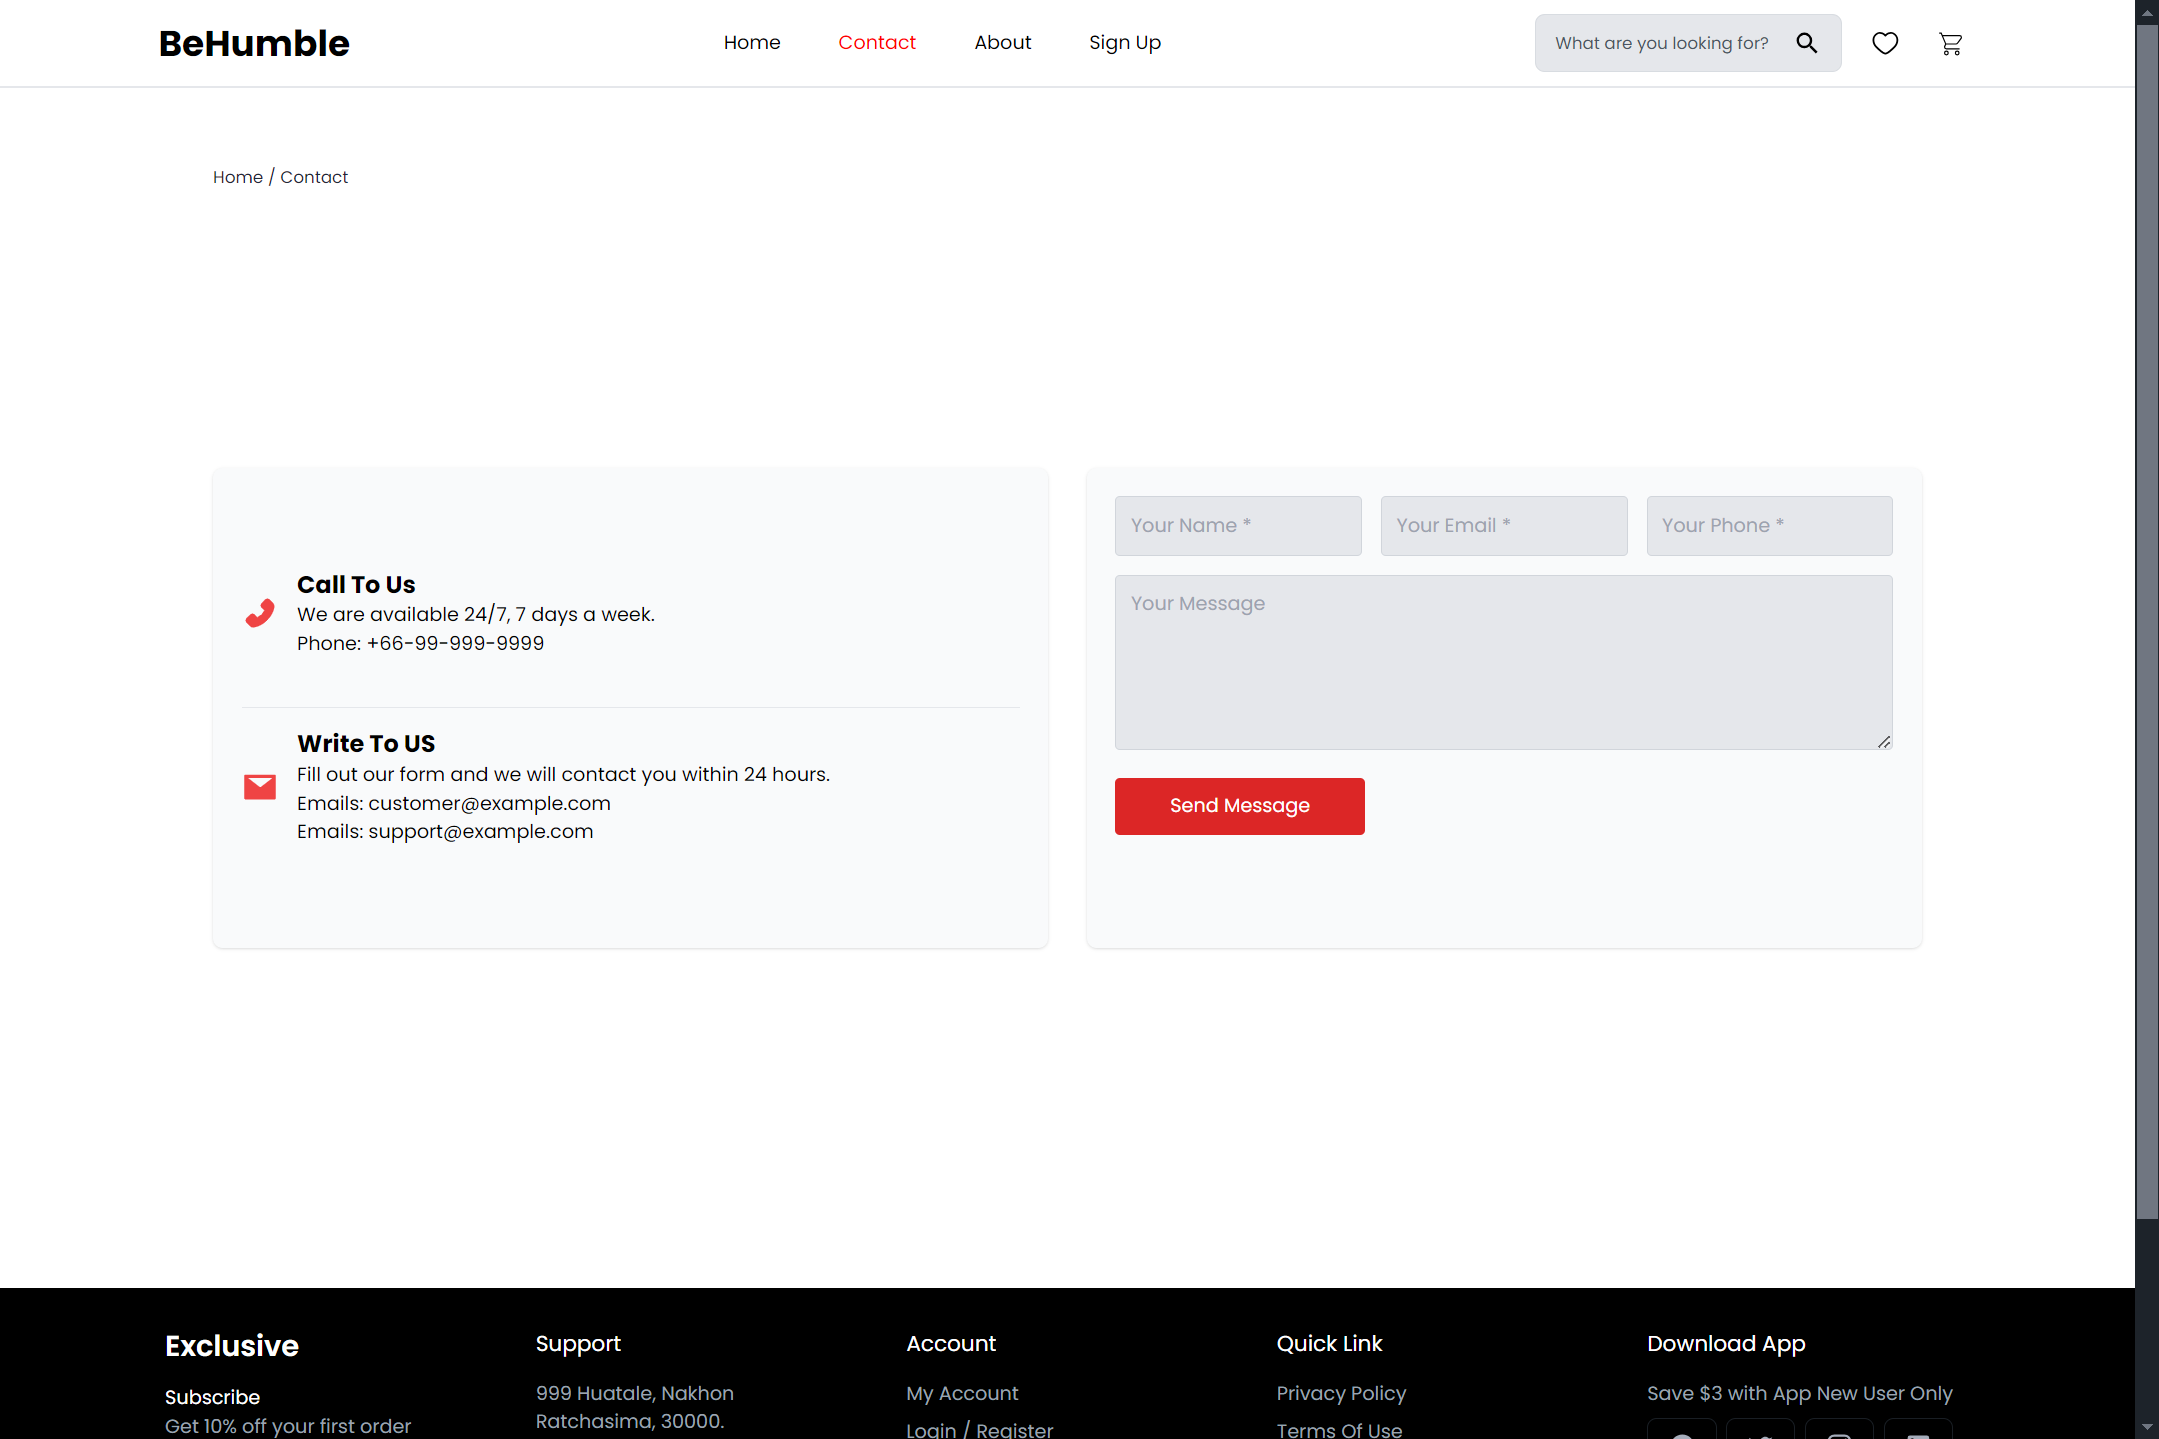 BeHumble
Home
Contact
About
Sign Up
What are you looking for?
Home / Contact
Call To Us
We are available 24/7, 7 days a week.
Phone: +66-99-999-9999
Write To US
Fill out our form and we will contact you within 24 hours.
Emails: customer@example.com
Emails: support@example.com
Your Name *
Your Email *
Your Phone *
Your Message
Send Message
Exclusive
Subscribe
Get 10% off your first order
Support
999 Huatale, Nakhon
Ratchasima, 30000.
Account
My Account
Login / Register
Quick Link
Privacy Policy
Terms Of Use
Download App
Save $3 with App New User Only